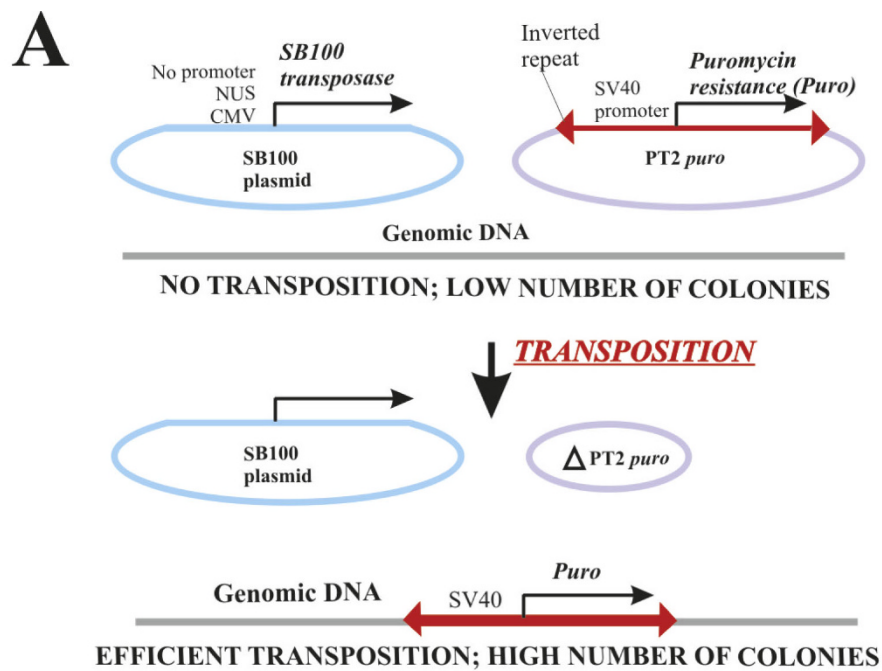 A
No promoter
NUS
CMV
SB100
transposase
SB100
plasmid
Inverted
repeat
SV40
promoter
Puromycin
resistance (Puro)
PT2 puro
Genomic DNA
NO TRANSPOSITION; LOW NUMBER OF COLONIES
TRANSPOSITION
SB100
plasmid
Δ PT2 puro
Genomic DNA
SV40
Puro
EFFICIENT TRANSPOSITION; HIGH NUMBER OF COLONIES